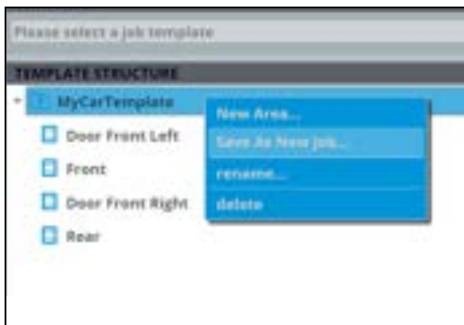 Please select a job template
TEMPLATE STRUCTURE
MyCarTemplate
New Area...
Save As New Job...
Door Front Left
Front
rename...
Door Front Right
delete
Rear